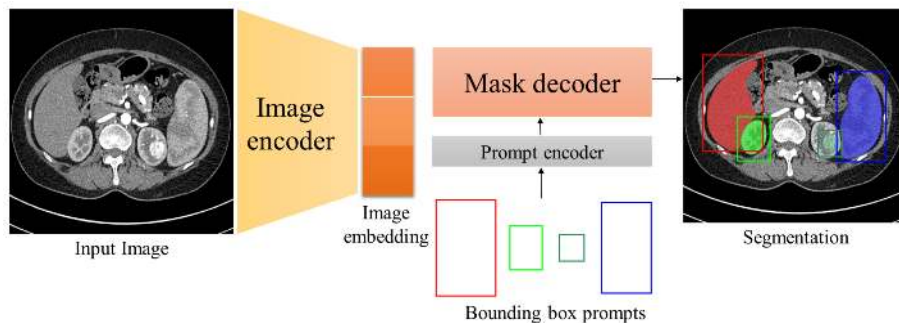 Input Image
Image
encoder
Image
embedding
Mask decoder
Prompt encoder
Bounding box prompts
Segmentation